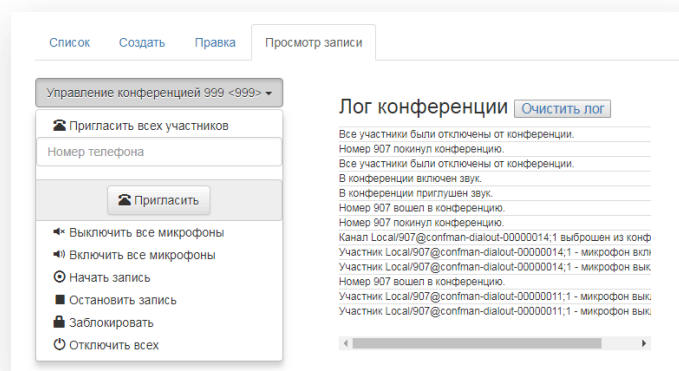 Список Создать Правка Просмотр записи
Управление конференцией 999 <999>
Пригласить всех участников
Номер телефона
Пригласить
Выключить все микрофоны
Включить все микрофоны
Начать запись
Остановить запись
Заблокировать
Отключить всех
Лог конференции Очистить лог
Все участники были отключены от конференции.
Номер 907 покинул конференцию.
Все участники были отключены от конференции.
В конференции включен звук.
В конференции приглушен звук.
Номер 907 вошел в конференцию.
Номер 907 покинул конференцию.
Канал Local/907@confman-dialout-00000014;1 выброшен из конф
Участник Local/907@confman-dialout-00000014;1 - микрофон вкл
Участник Local/907@confman-dialout-00000014;1 - микрофон вык
Номер 907 вошел в конференцию.
Участник Local/907@confman-dialout-00000011;1 - микрофон вык
Участник Local/907@confman-dialout-00000011;1 - микрофон вык